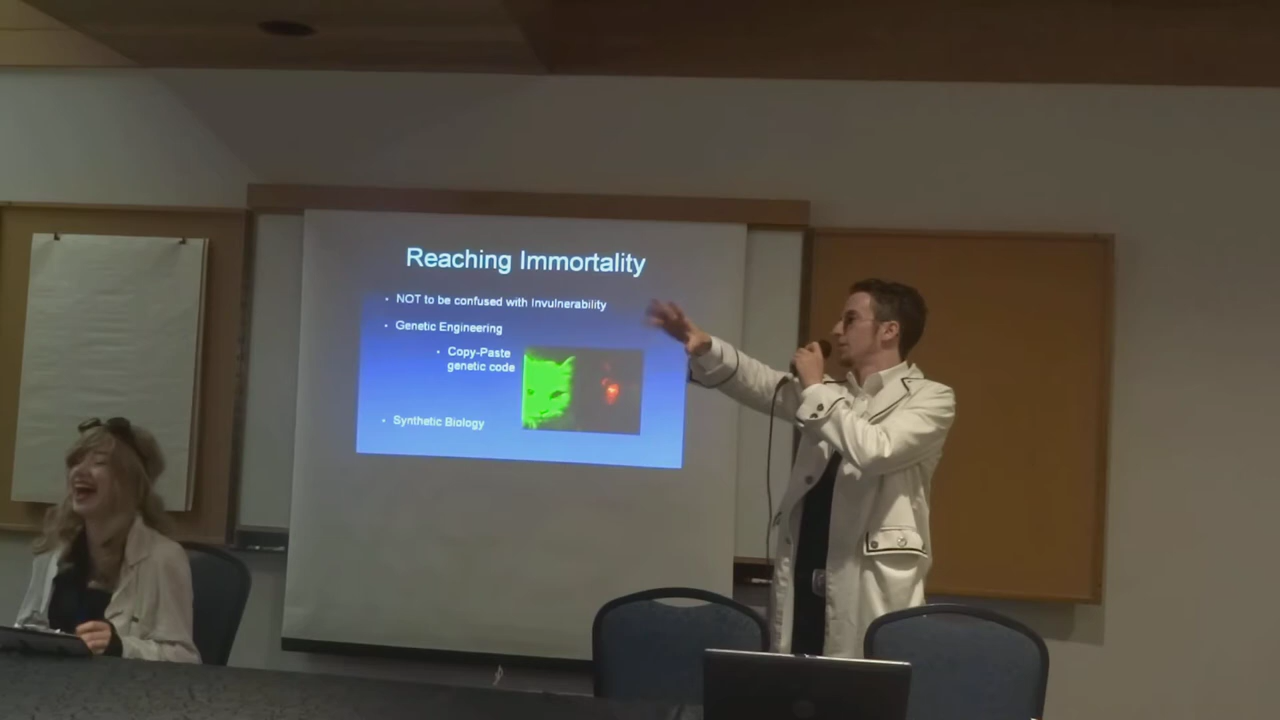 Reaching Immortality
• NOT to be confused with Invulnerability
• Genetic Engineering
• Copy-Paste
genetic code
• Synthetic Biology